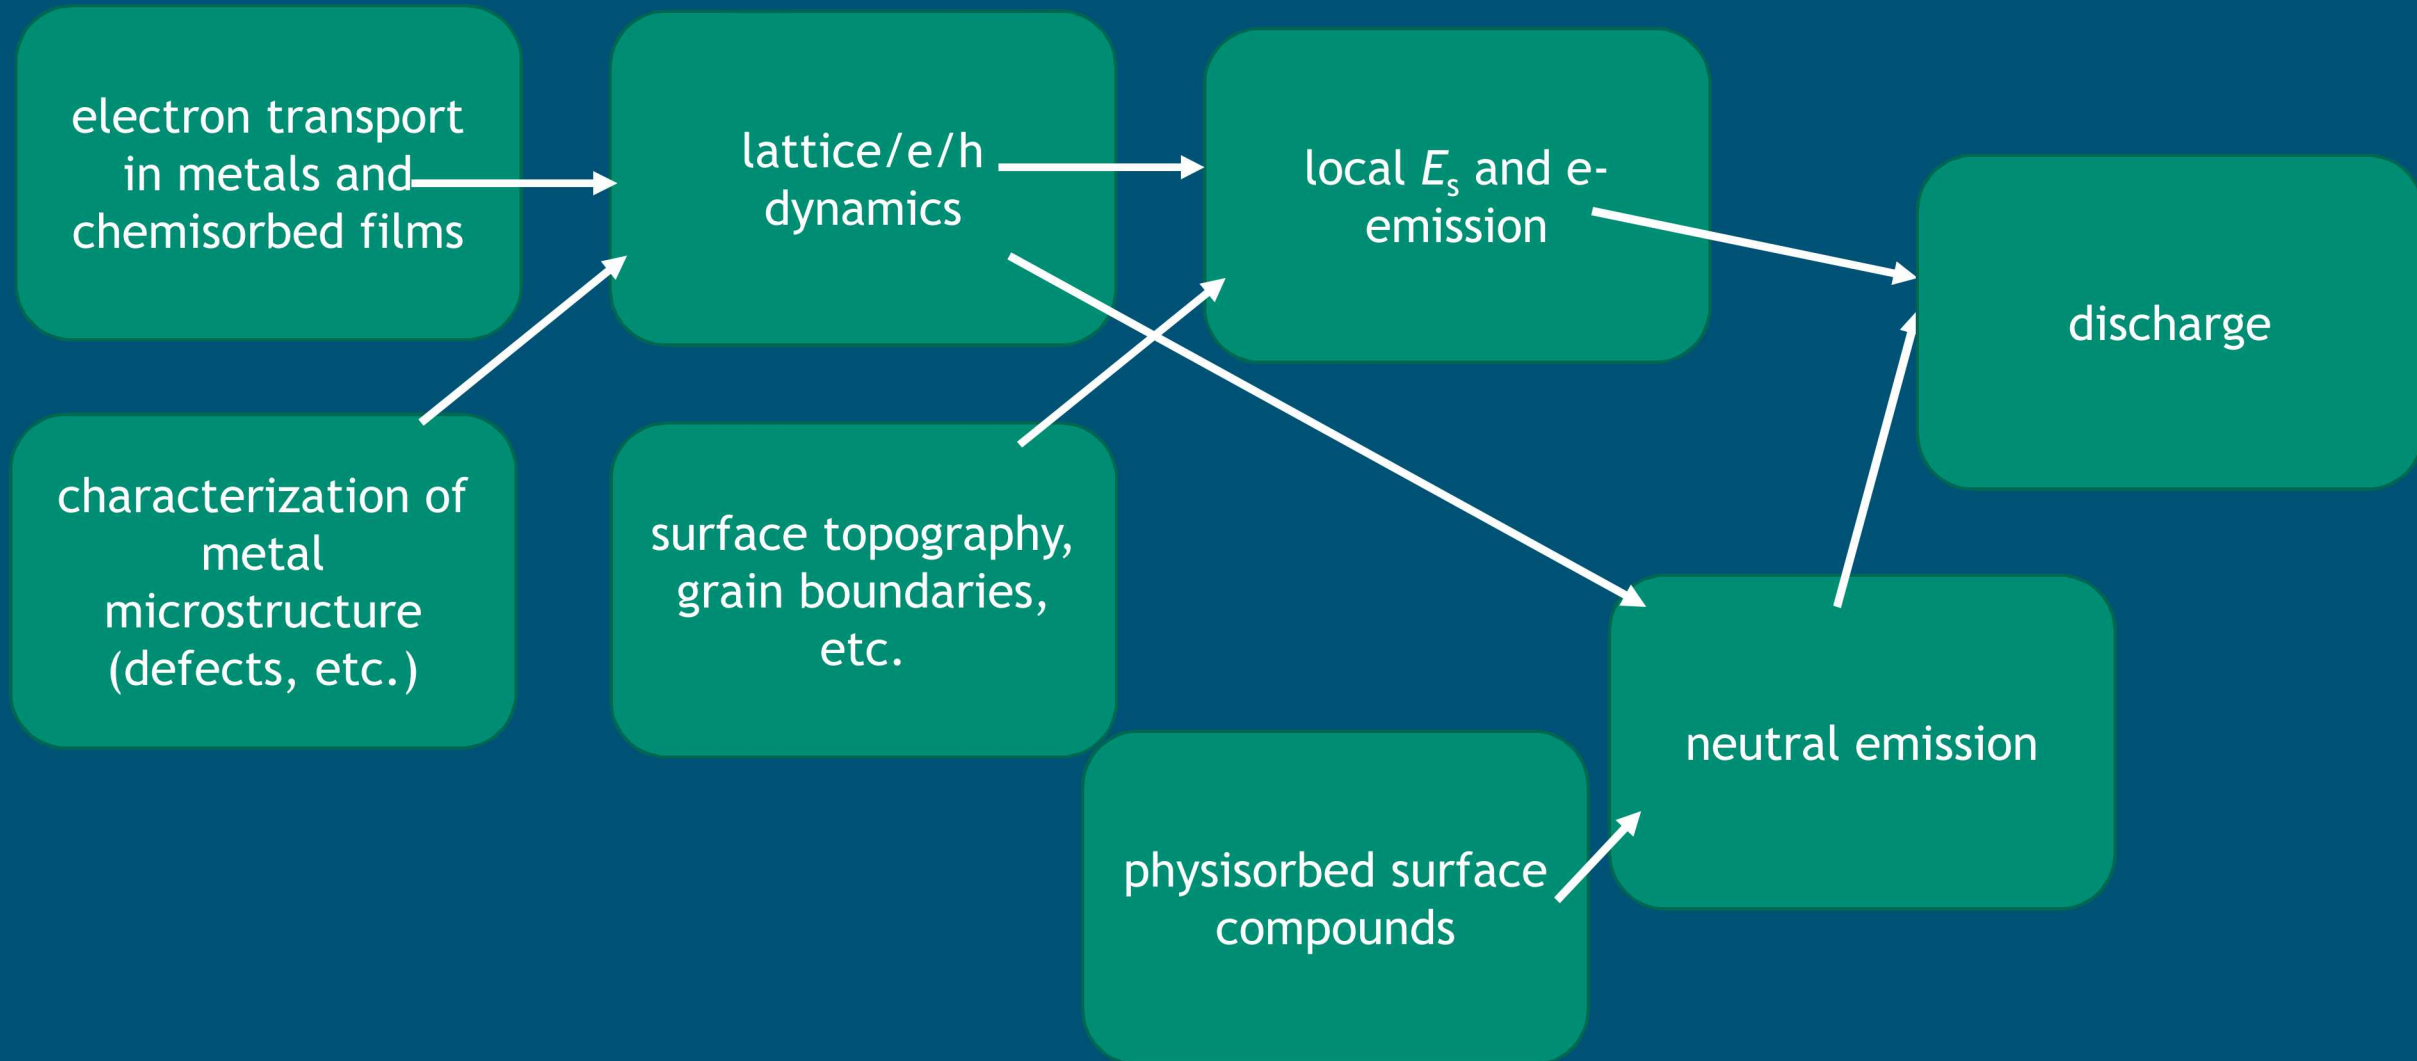 electron transport
in metals and
chemisorbed films
lattice/e/h
dynamics
local Es and e-
emission
discharge
characterization of
metal
microstructure
(defects, etc.)
surface topography,
grain boundaries,
etc.
neutral emission
physisorbed surface
compounds